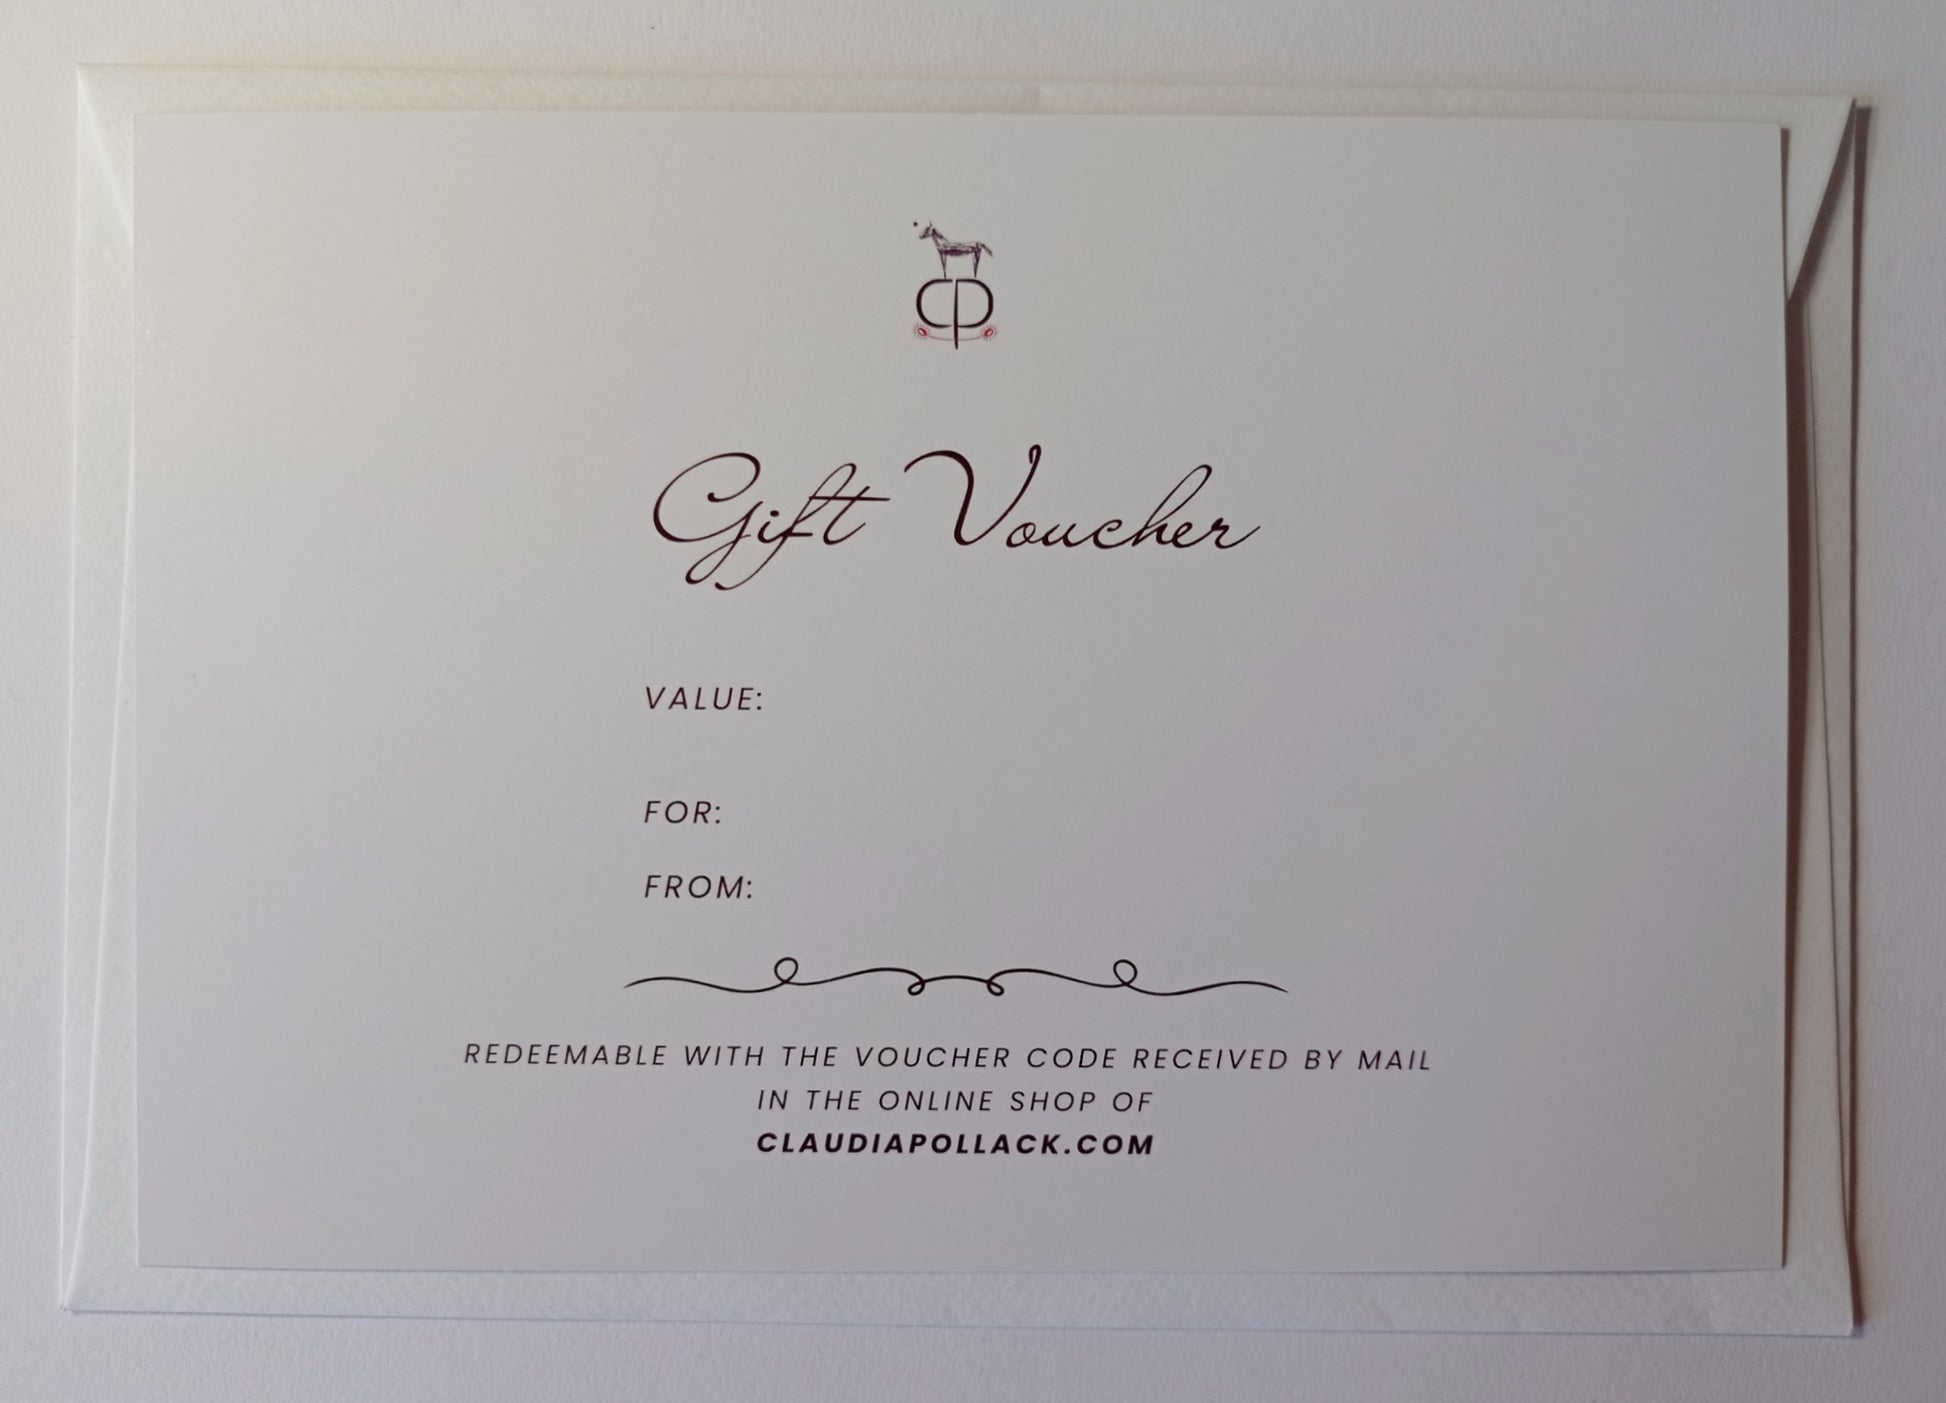 CP
Gift Voucher
VALUE:
FOR:
FROM:
REDEEMABLE WITH THE VOUCHER CODE RECEIVED BY MAIL
IN THE ONLINE SHOP OF
CLAUDIAPOLLACK.COM